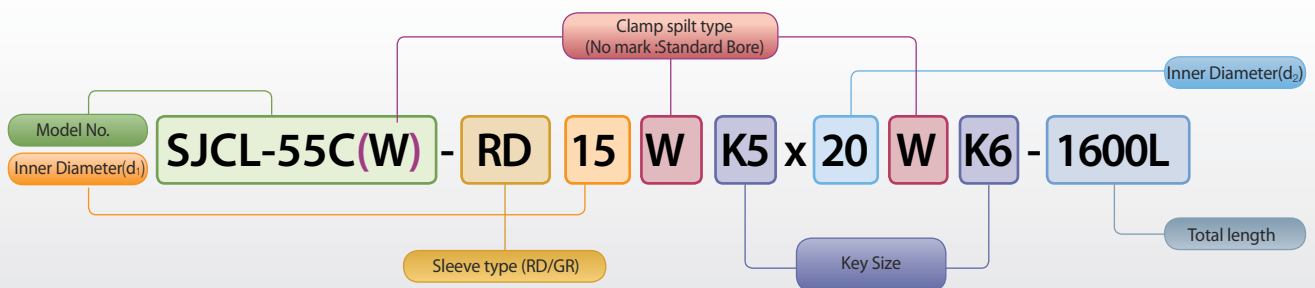 Clamp spilt type
(No mark :Standard Bore)
Inner Diameter(d₂)
Model No.
Inner Diameter(d₁)
SJCL-55C(W) - RD 15 W K5 x 20 W K6 - 1600L
Total length
Key Size
Sleeve type (RD/GR)